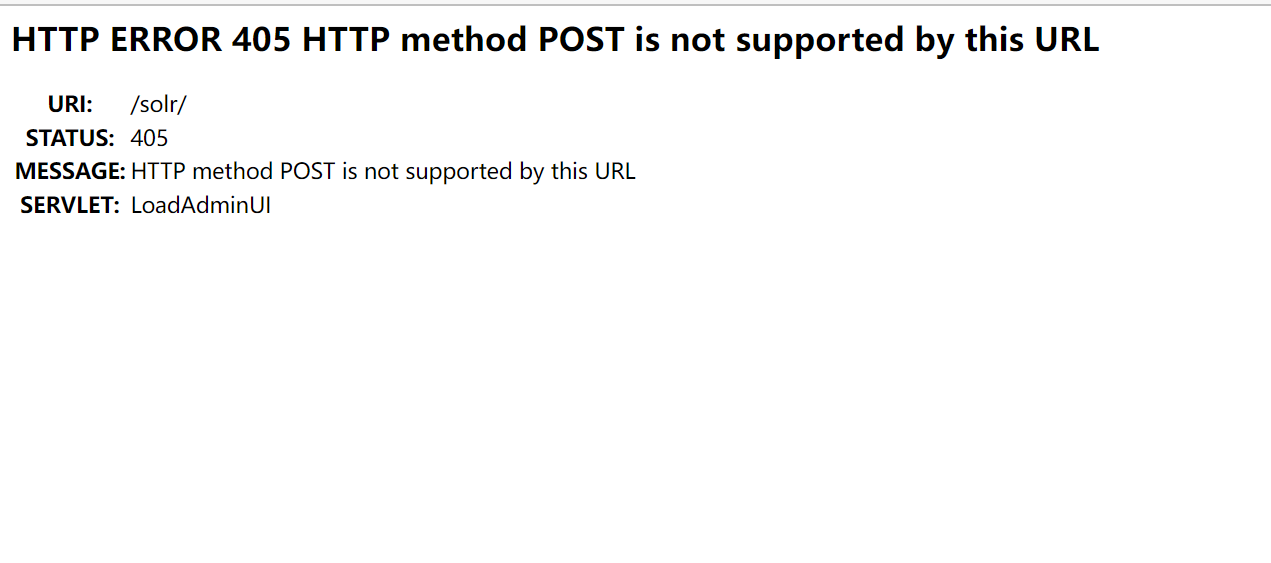 HTTP ERROR 405 HTTP method POST is not supported by this URL
URI: /solr/
STATUS: 405
MESSAGE: HTTP method POST is not supported by this URL
SERVLET: LoadAdminUI